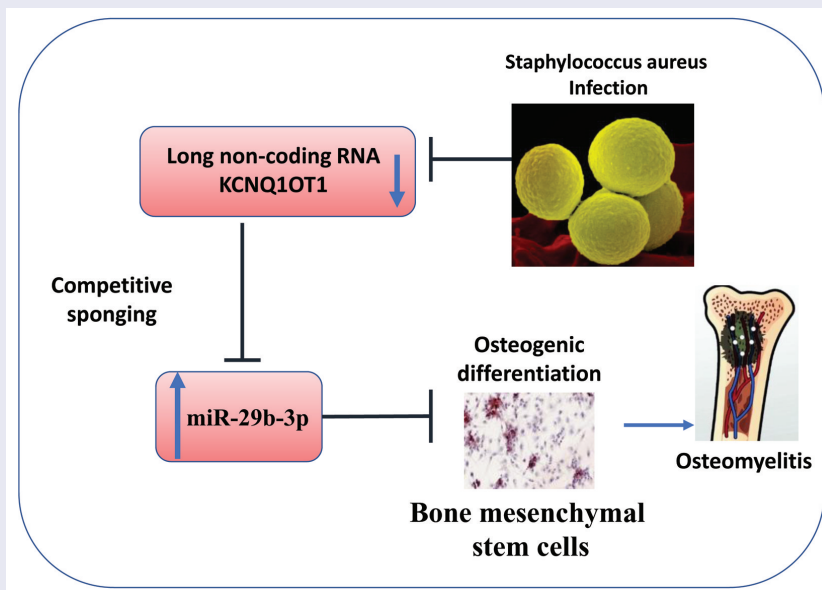 Staphylococcus aureus
Infection
Long non-coding RNA
KCNQ1OT1
Competitive
sponging
miR-29b-3p
Osteogenic
differentiation
Bone mesenchymal
stem cells
Osteomyelitis